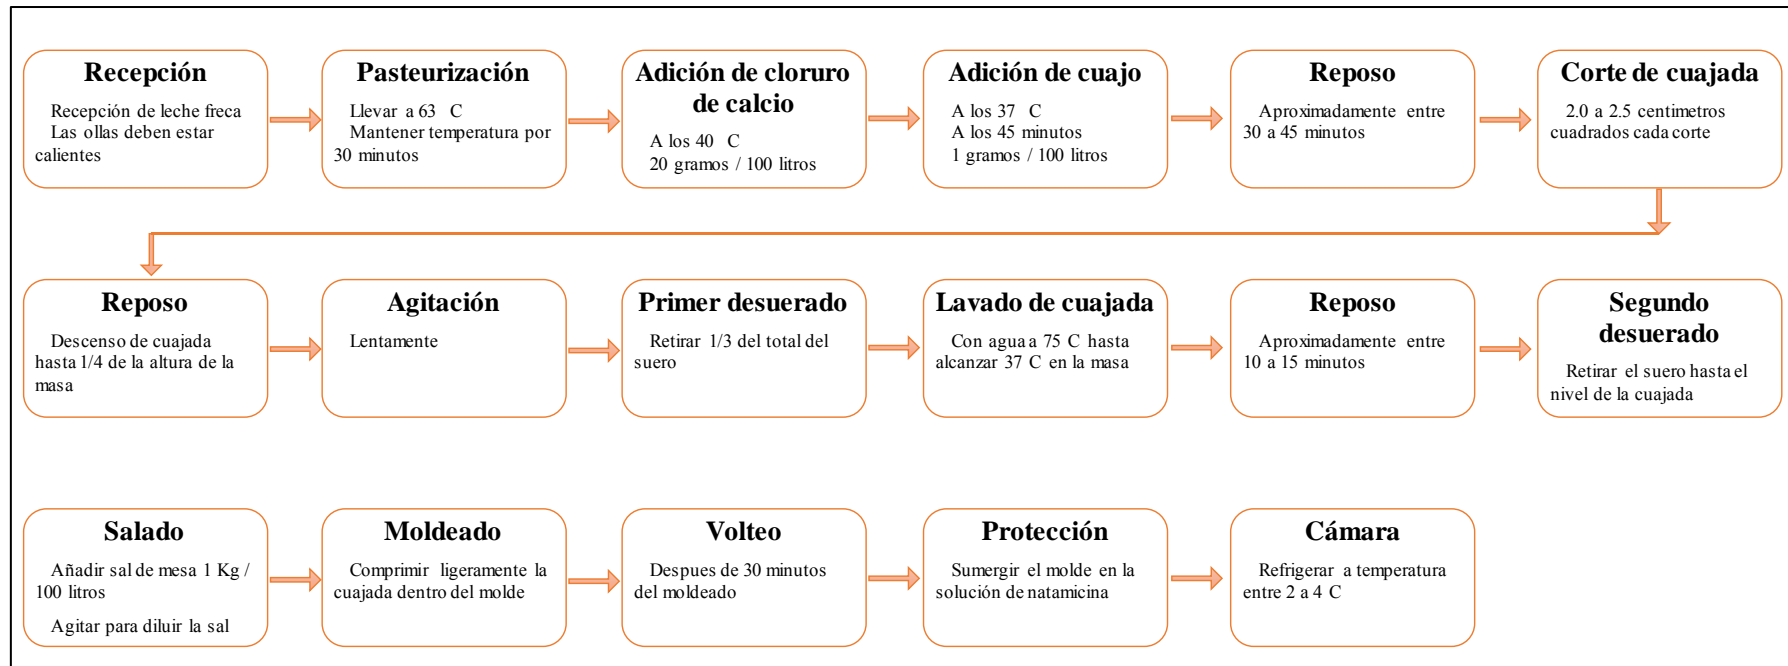 Recepción
Recepción de leche freca
Las ollas deben estar
calientes
Pasteurización
Llevar a 63 C
Mantener temperatura por
30 minutos
Adición de cloruro
de calcio
A los 40 C
20 gramos / 100 litros
Adición de cuajo
A los 37 C
A los 45 minutos
1 gramos / 100 litros
Reposo
Aproximadamente entre
30 a 45 minutos
Corte de cuajada
2.0 a 2.5 centimetros
cuadrados cada corte
Reposo
Descenso de cuajada
hasta 1/4 de la altura de la
masa
Agitación
Lentamente
Primer desuerado
Retirar 1/3 del total del
suero
Lavado de cuajada
Con agua a 75 C hasta
alcanzar 37 C en la masa
Reposo
Aproximadamente entre
10 a 15 minutos
Segundo
desuerado
Retirar el suero hasta el
nivel de la cuajada
Salado
Añadir sal de mesa 1 Kg /
100 litros
Agitar para diluir la sal
Moldeado
Comprimir ligeramente la
cuajada dentro del molde
Volteo
Despues de 30 minutos
del moldeado
Protección
Sumergir el molde en la
solución de natamicina
Cámara
Refrigerar a temperatura
entre 2 a 4 C